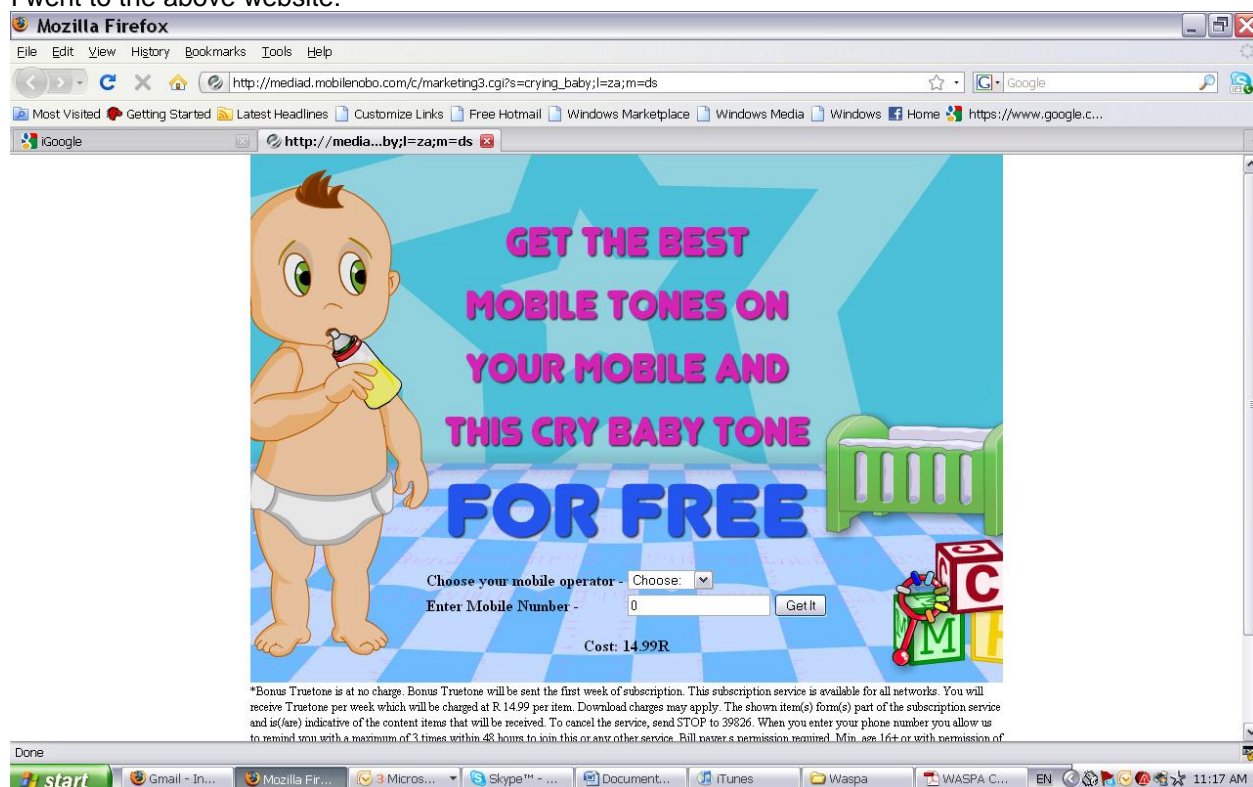 I went to the above website.
Mozilla Firefox
File Edit View History Bookmarks Tools Help
http://mediad.mobilenobo.com/c/marketing3.cgi?s=crying_baby;l=za;m=ds
Google
Most Visited Getting Started Latest Headlines Customize Links Free Hotmail Windows Marketplace Windows Media Windows Home https://www.google.c...
iGoogle http://media...by;l=za;m=ds
GET THE BEST
MOBILE TONES ON
YOUR MOBILE AND
THIS CRY BABY TONE
FOR FREE
Choose your mobile operator - Choose:
Enter Mobile Number - 0 Get It
Cost: 14.99R
C
M
*Bonus Truetone is at no charge. Bonus Truetone will be sent the first week of subscription. This subscription service is available for all networks. You will
receive Truetone per week which will be charged at R 14.99 per item. Download charges may apply. The shown item(s) form(s) part of the subscription service
and is(/are) indicative of the content items that will be received. To cancel the service, send STOP to 39826. When you enter your phone number you allow us
to remind you with a maximum of 3 times within 48 hours to join this or any other service. Bill payer s permission required. Min. age 16+ or with permission of
Done
start Gmail - In... Mozilla Fir... 3 Micros... Skype™ - ... Document... iTunes Waspa WASPA C... EN 11:17 AM